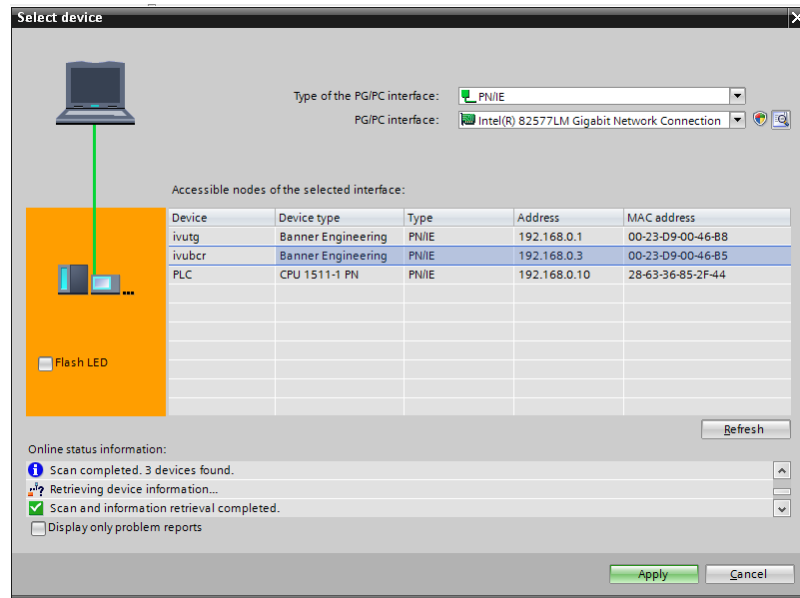 Select device
Type of the PG/PC interface: PN/IE
PG/PC interface: Intel(R) 82577LM Gigabit Network Connection
Accessible nodes of the selected interface:
Device Device type Type Address MAC address
ivutg Banner Engineering PN/IE 192.168.0.1 00-23-D9-00-46-B8
ivubcr Banner Engineering PN/IE 192.168.0.3 00-23-D9-00-46-B5
PLC CPU 1511-1 PN PN/IE 192.168.0.10 28-63-36-85-2F-44
Flash LED
Refresh
Online status information:
Scan completed. 3 devices found.
Retrieving device information...
Scan and information retrieval completed.
Display only problem reports
Apply Cancel